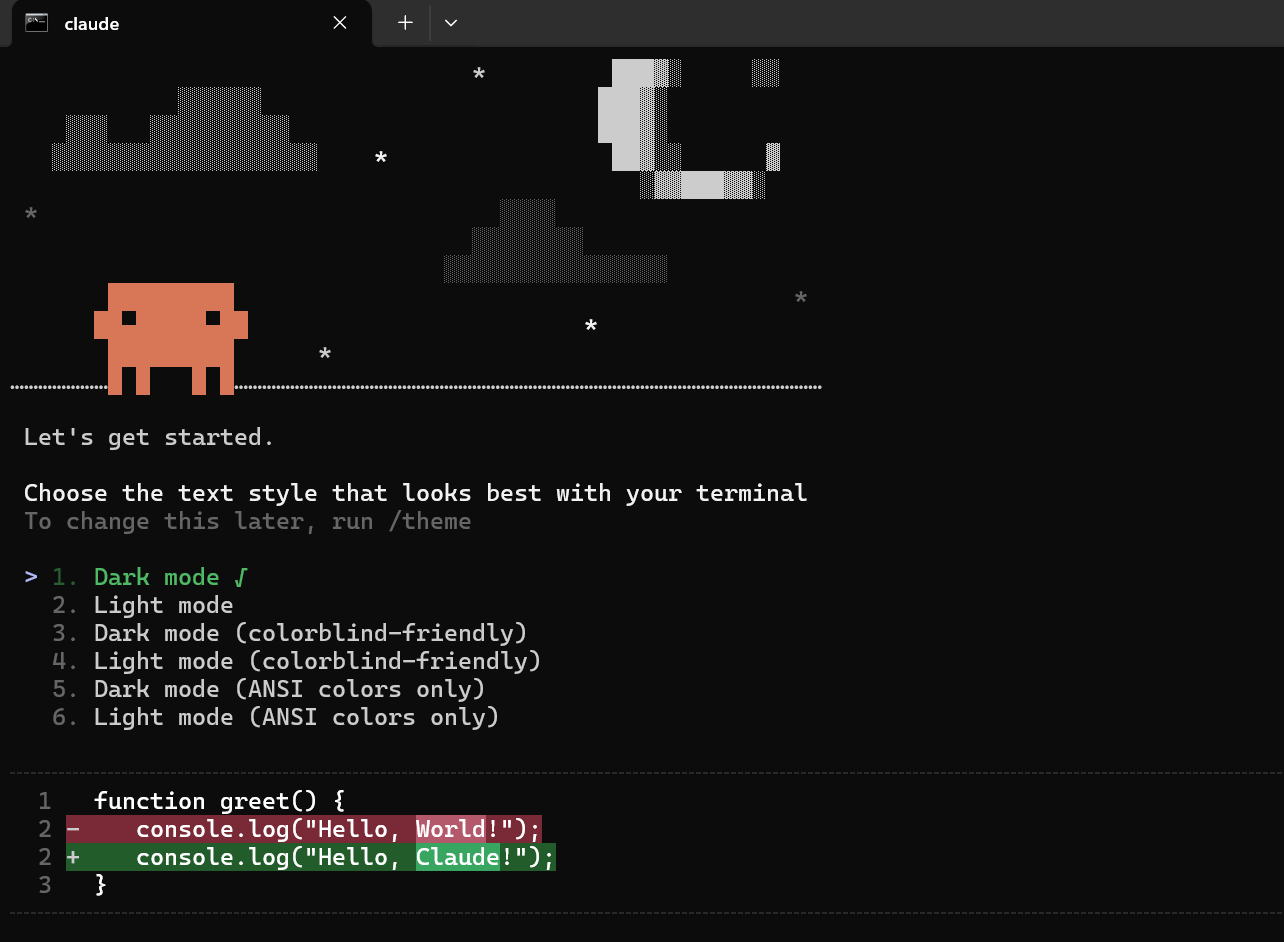 claude
Let's get started.
Choose the text style that looks best with your terminal
To change this later, run /theme
> 1. Dark mode √
2. Light mode
3. Dark mode (colorblind-friendly)
4. Light mode (colorblind-friendly)
5. Dark mode (ANSI colors only)
6. Light mode (ANSI colors only)
1 function greet() {
2 - console.log("Hello, World!");
2 + console.log("Hello, Claude!");
3 }